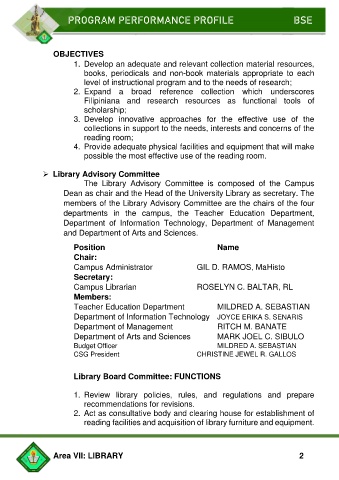 PROGRAM PERFORMANCE PROFILE BSE
OBJECTIVES
1. Develop an adequate and relevant collection material resources,
books, periodicals and non-book materials appropriate to each
level of instructional program and to the needs of research;
2. Expand a broad reference collection which underscores
Filipiniana and research resources as functional tools of
scholarship;
3. Develop innovative approaches for the effective use of the
collections in support to the needs, interests and concerns of the
reading room;
4. Provide adequate physical facilities and equipment that will make
possible the most effective use of the reading room.
➢ Library Advisory Committee
The Library Advisory Committee is composed of the Campus
Dean as chair and the Head of the University Library as secretary. The
members of the Library Advisory Committee are the chairs of the four
departments in the campus, the Teacher Education Department,
Department of Information Technology, Department of Management
and Department of Arts and Sciences.
Position Name
Chair:
Campus Administrator GIL D. RAMOS, MaHisto
Secretary:
Campus Librarian ROSELYN C. BALTAR, RL
Members:
Teacher Education Department MILDRED A. SEBASTIAN
Department of Information Technology JOYCE ERIKA S. SENARIS
Department of Management RITCH M. BANATE
Department of Arts and Sciences MARK JOEL C. SIBULO
Budget Officer MILDRED A. SEBASTIAN
CSG President CHRISTINE JEWEL R. GALLOS
Library Board Committee: FUNCTIONS
1. Review library policies, rules, and regulations and prepare
recommendations for revisions.
2. Act as consultative body and clearing house for establishment of
reading facilities and acquisition of library furniture and equipment.
Area VII: LIBRARY 2